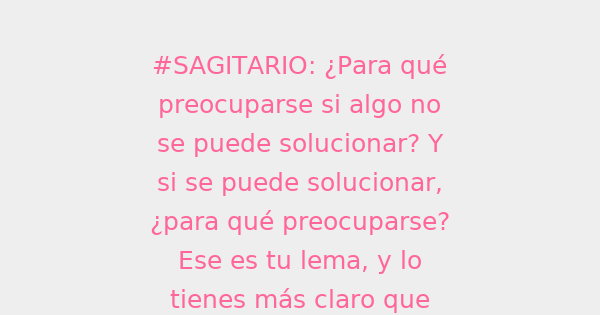 #SAGITARIO: ¿Para qué
preocuparse si algo no
se puede solucionar? Y
si se puede solucionar,
¿para qué preocuparse?
Ese es tu lema, y lo
tienes más claro que